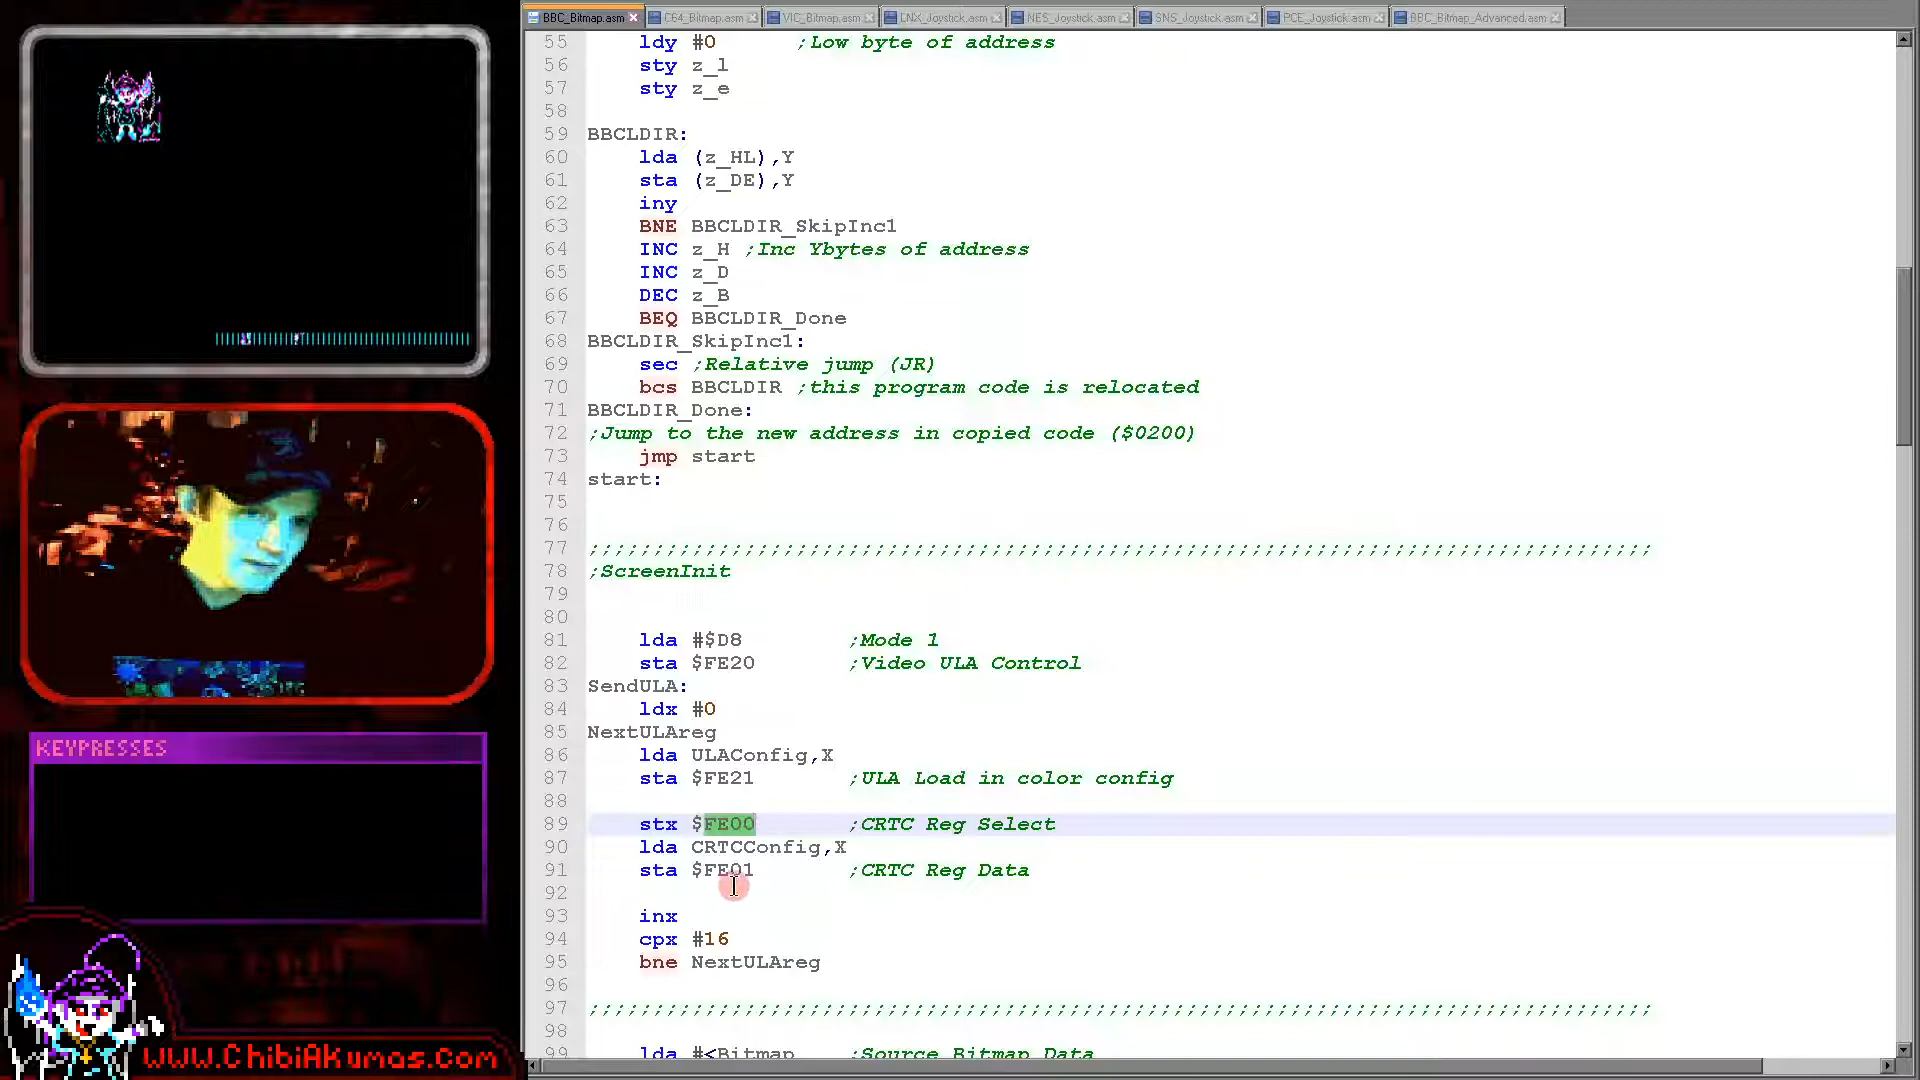 BBC_Bitmap.asm C64_Bitmap.asm VIC_Bitmap.asm LNX_Joystick.asm NES_Joystick.asm SNS_Joystick.asm PCE_Joystick.asm BBC_Bitmap_Advanced.asm
55 ldy #0 ;Low byte of address
56 sty z_l
57 sty z_e
58
59 BBCLDIR:
60 lda (z_HL),Y
61 sta (z_DE),Y
62 iny
63 BNE BBCLDIR_SkipInc1
64 INC z_H ;Inc Ybytes of address
65 INC z_D
66 DEC z_B
67 BEQ BBCLDIR_Done
68 BBCLDIR_SkipInc1:
69 sec ;Relative jump (JR)
70 bcs BBCLDIR ;this program code is relocated
71 BBCLDIR_Done:
72 ;Jump to the new address in copied code ($0200)
73 jmp start
74 start:
75
76
77 ;;;;;;;;;;;;;;;;;;;;;;;;;;;;;;;;;;;;;;;;;;;;;;;;;;;;;;;;;;;;;;;;;;;;;;;;;;;;;;;;;;
78 ;ScreenInit
79
80
81 lda #$D8 ;Mode 1
82 sta $FE20 ;Video ULA Control
83 SendULA:
84 ldx #0
85 NextULAreg
86 lda ULAConfig,X
87 sta $FE21 ;ULA Load in color config
88
89 stx $FE00 ;CRTC Reg Select
90 lda CRTCConfig,X
91 sta $FE01 ;CRTC Reg Data
92
93 inx
94 cpx #16
95 bne NextULAreg
96
97 ;;;;;;;;;;;;;;;;;;;;;;;;;;;;;;;;;;;;;;;;;;;;;;;;;;;;;;;;;;;;;;;;;;;;;;;;;;;;;;;;;;
98
99 lda #<Bitmap ;Source Bitmap Data
KEYPRESSES
www.ChibiAkumas.com